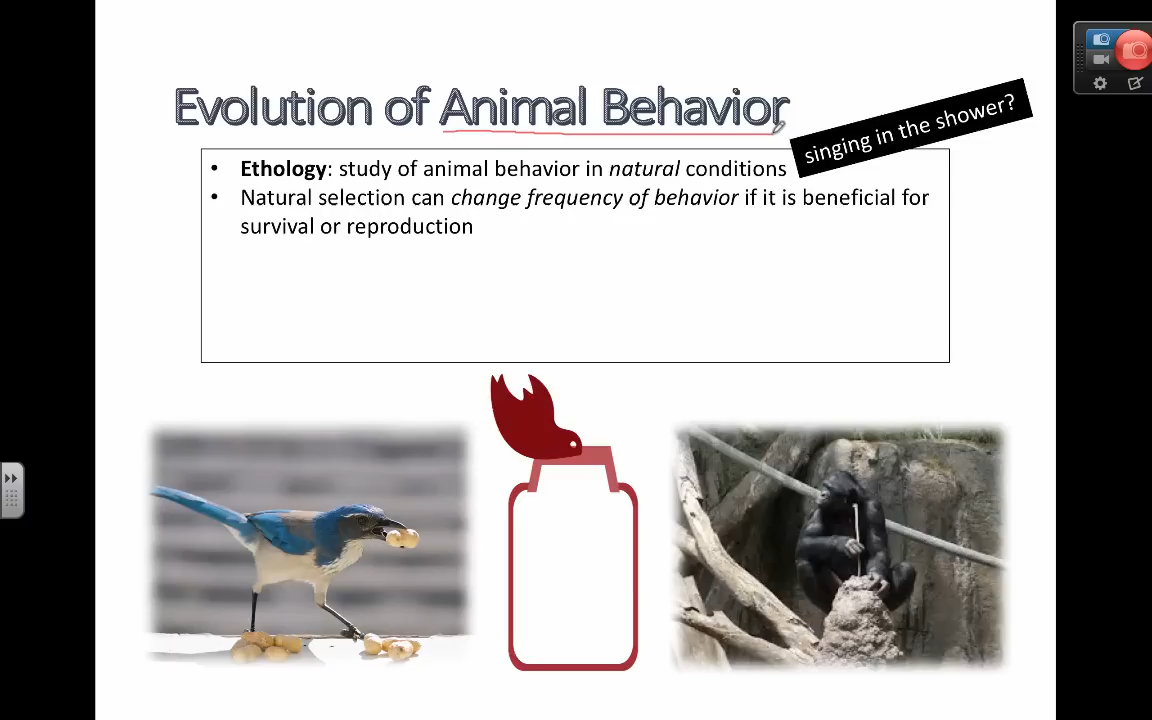 Evolution of Animal Behavior
singing in the shower?
• Ethology: study of animal behavior in natural conditions
• Natural selection can change frequency of behavior if it is beneficial for
survival or reproduction